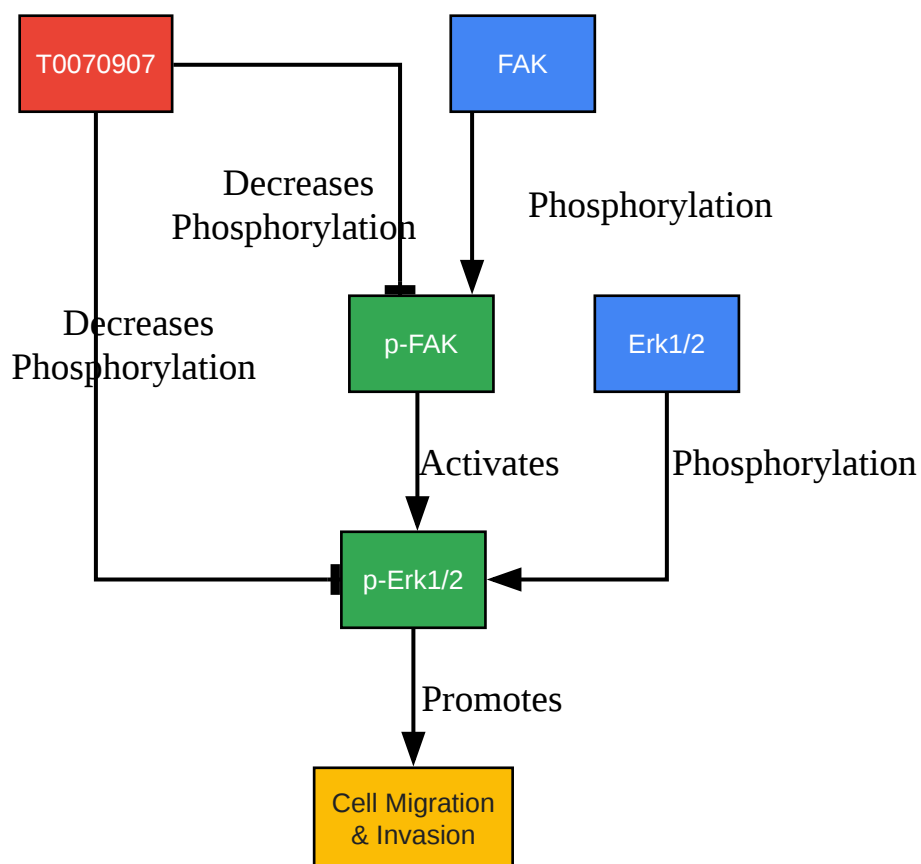 T0070907
FAK
Decreases
Phosphorylation
Phosphorylation
Decreases
Phosphorylation
p-FAK
Erk1/2
Activates
Phosphorylation
p-Erk1/2
Promotes
Cell Migration
& Invasion